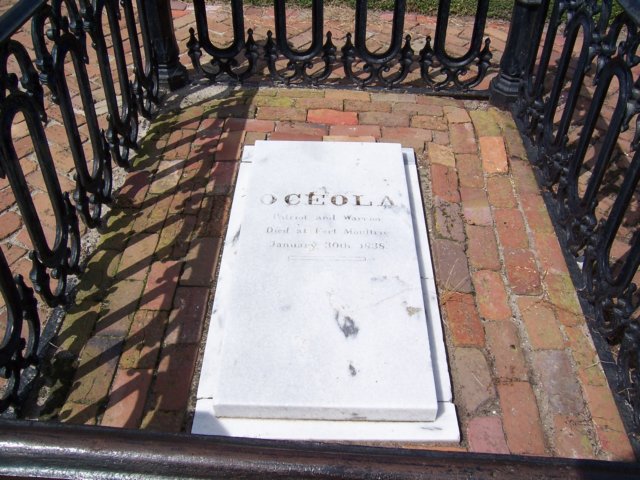 OCEOLA
Patriot and Warrior
Died at Fort Moultrie
January 30th. 1838.